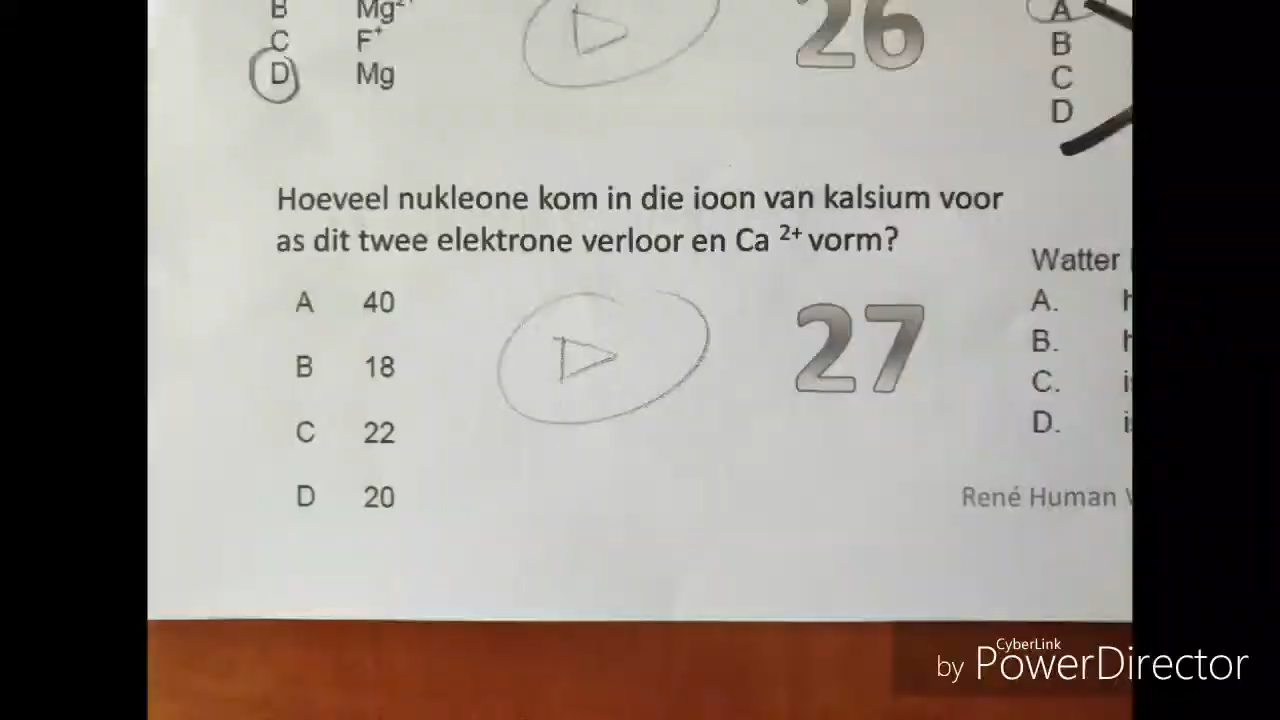 B Mg²⁺
C F⁺
D Mg
26
A
B
C
D
Hoeveel nukleone kom in die ioon van kalsium voor
as dit twee elektrone verloor en Ca ²⁺ vorm?
A 40
B 18
C 22
D 20
27
Watter
A.
B.
C.
D.
René Human
CyberLink
by PowerDirector